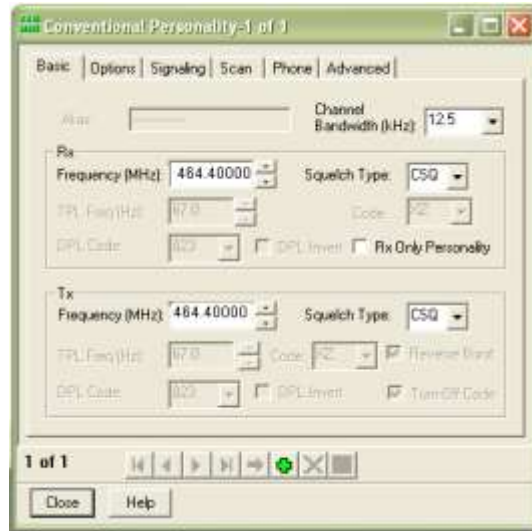 Conventional Personality-1 of 1
Basic Options Signaling Scan Phone Advanced
Alias
Channel
Bandwidth (kHz): 12.5
Rx
Frequency (MHz): 464.40000 Squelch Type: CSQ
TPL Freq (Hz): 67.0 Code: XZ
DPL Code: 023 DPL Invert Rx Only Personality
Tx
Frequency (MHz): 464.40000 Squelch Type: CSQ
TPL Freq (Hz): 67.0 Code: XZ Reverse Burst
DPL Code: 023 DPL Invert Turn-Off Code
1 of 1
Close Help